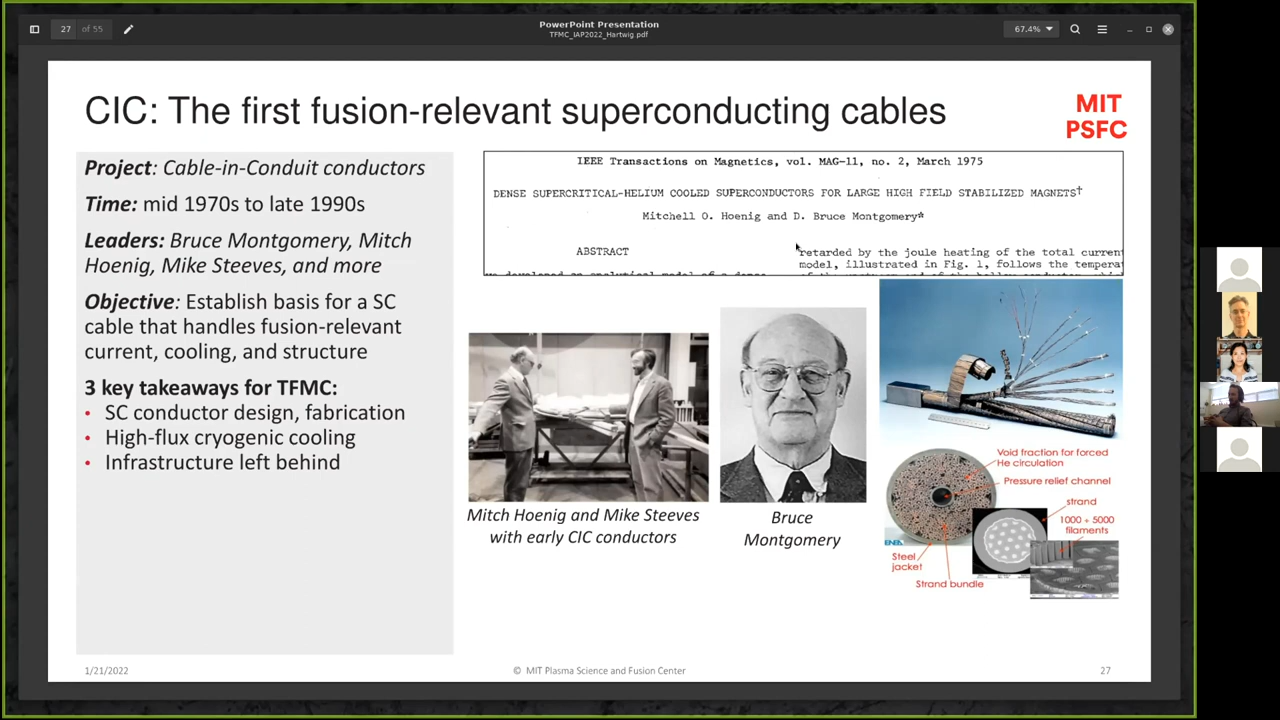 27 of 55
PowerPoint Presentation
TFMC_IAP2022_Hartwig.pdf
67.4%
CIC: The first fusion-relevant superconducting cables
MIT
PSFC
Project: Cable-in-Conduit conductors
Time: mid 1970s to late 1990s
Leaders: Bruce Montgomery, Mitch
Hoenig, Mike Steeves, and more
Objective: Establish basis for a SC
cable that handles fusion-relevant
current, cooling, and structure
3 key takeaways for TFMC:
• SC conductor design, fabrication
• High-flux cryogenic cooling
• Infrastructure left behind
IEEE Transactions on Magnetics, vol. MAG-11, no. 2, March 1975
DENSE SUPERCRITICAL-HELIUM COOLED SUPERCONDUCTORS FOR LARGE HIGH FIELD STABILIZED MAGNETS†
Mitchell O. Hoenig and D. Bruce Montgomery*
ABSTRACT
retarded by the joule heating of the total current
model, illustrated in Fig. 1, follows the temperat
Mitch Hoenig and Mike Steeves
with early CIC conductors
Bruce
Montgomery
Void fraction for forced
He circulation
Pressure relief channel
strand
1000 ÷ 5000
filaments
Steel
jacket
Strand bundle
1/21/2022
© MIT Plasma Science and Fusion Center
27